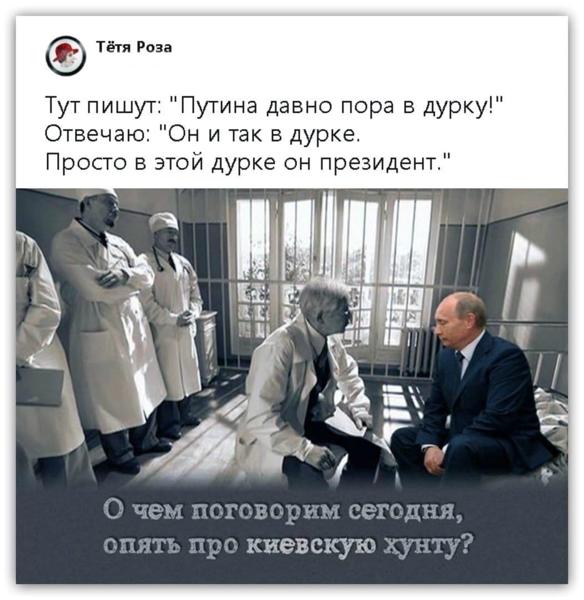 Тётя Роза
Тут пишут: "Путина давно пора в дурку!"
Отвечаю: "Он и так в дурке.
Просто в этой дурке он президент."
О чем поговорим сегодня,
опять про киевскую хунту?